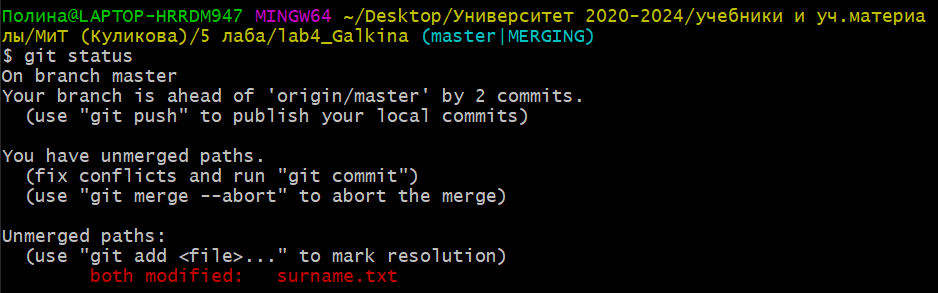 Полина@LAPTOP-HRRDM947 MINGW64 ~/Desktop/Университет 2020-2024/учебники и уч.материа
лы/МиТ (Куликова)/5 лаба/lab4_Galkina (master|MERGING)
$ git status
On branch master
Your branch is ahead of 'origin/master' by 2 commits.
  (use "git push" to publish your local commits)

You have unmerged paths.
  (fix conflicts and run "git commit")
  (use "git merge --abort" to abort the merge)

Unmerged paths:
  (use "git add <file>..." to mark resolution)
        both modified:   surname.txt